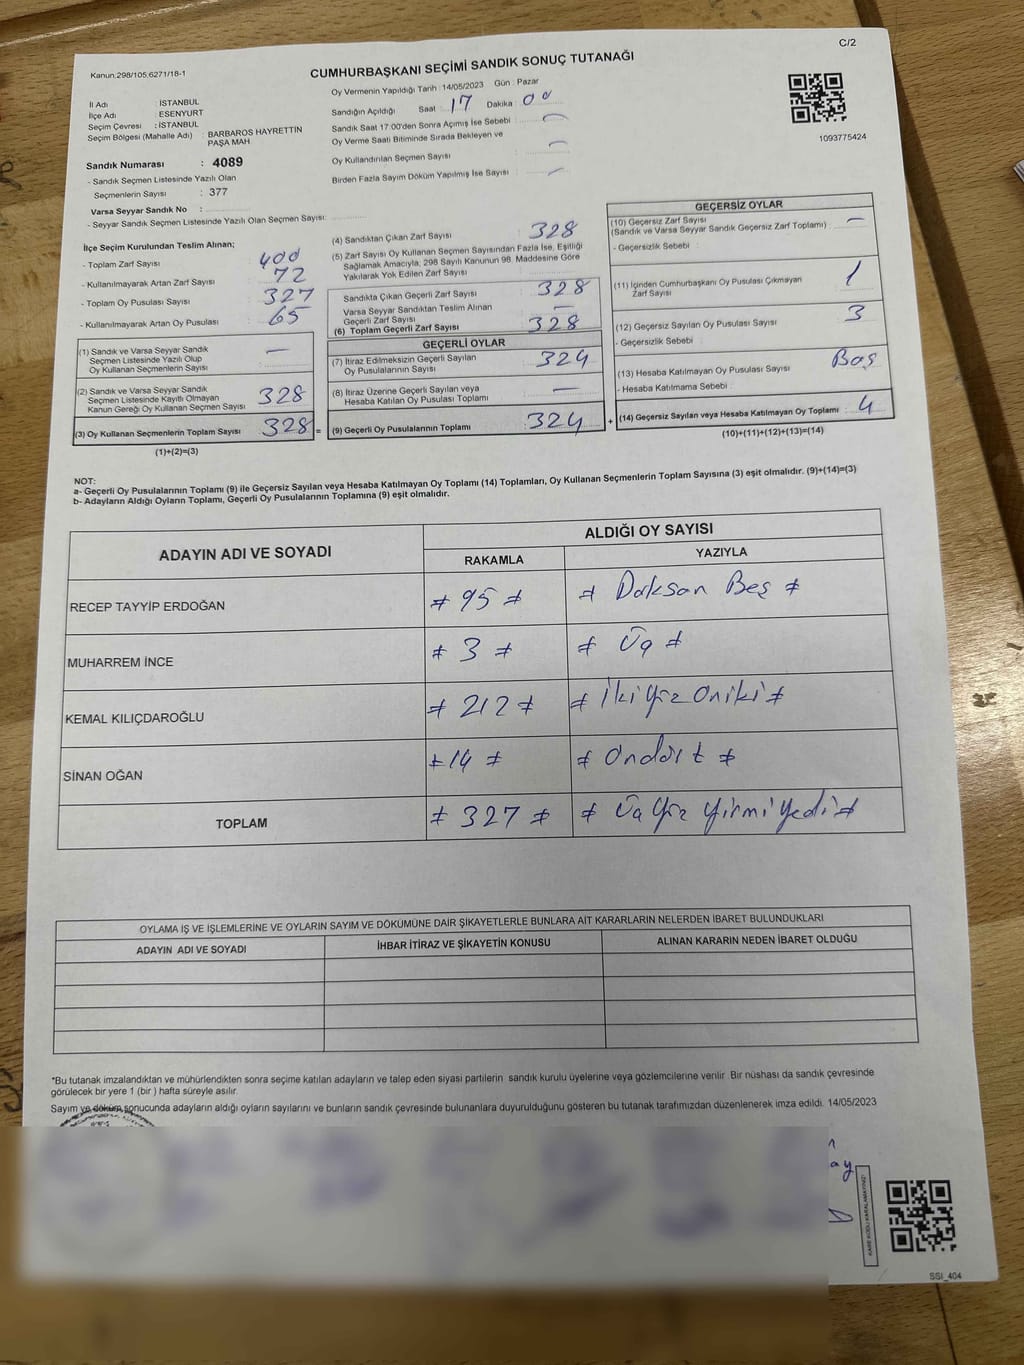 C/2
Kanun.298/105.6271/18-1
CUMHURBAŞKANI SEÇİMİ SANDIK SONUÇ TUTANAĞI
İl Adı : İSTANBUL
İlçe Adı : ESENYURT
Seçim Çevresi : İSTANBUL
Seçim Bölgesi (Mahalle Adı) : BARBAROS HAYRETTIN
PAŞA MAH
Sandık Numarası : 4089
- Sandık Seçmen Listesinde Yazılı Olan
Seçmenlerin Sayısı : 377
Varsa Seyyar Sandık No :
- Seyyar Sandık Seçmen Listesinde Yazılı Olan Seçmen Sayısı:
Oy Vermenin Yapıldığı Tarih :14/05/2023 Gün : Pazar
Sandığın Açıldığı Saat : 17 Dakika : 00
Sandık Saat 17:00'den Sonra Açımış İse Sebebi : —
Oy Verme Saati Bitiminde Sırada Bekleyen ve
Oy Kullandırılan Seçmen Sayısı : —
Birden Fazla Sayım Döküm Yapılmış İse Sayısı : —
1093775424
İlçe Seçim Kurulundan Teslim Alınan;
- Toplam Zarf Sayısı : 400
- Kullanılmayarak Artan Zarf Sayısı : 72
- Toplam Oy Pusulası Sayısı : 327
- Kullanılmayarak Artan Oy Pusulası : 65
(1) Sandık ve Varsa Seyyar Sandık
Seçmen Listesinde Yazılı Olup
Oy Kullanan Seçmenlerin Sayısı : —
(2) Sandık ve Varsa Seyyar Sandık
Seçmen Listesinde Kayıtlı Olmayan
Kanun Gereği Oy Kullanan Seçmen Sayısı : 328
(3) Oy Kullanan Seçmenlerin Toplam Sayısı : 328
(1)+(2)=(3)
(4) Sandıktan Çıkan Zarf Sayısı : 328
(5) Zarf Sayısı Oy Kullanan Seçmen Sayısından Fazla İse, Eşitliği
Sağlamak Amacıyla, 298 Sayılı Kanunun 98. Maddesine Göre
Yakılarak Yok Edilen Zarf Sayısı :
Sandıkta Çıkan Geçerli Zarf Sayısı : 328
Varsa Seyyar Sandıktan Teslim Alınan
Geçerli Zarf Sayısı : —
(6) Toplam Geçerli Zarf Sayısı : 328
GEÇERLİ OYLAR
(7) İtiraz Edilmeksizin Geçerli Sayılan
Oy Pusulalarının Sayısı : 324
(8) İtiraz Üzerine Geçerli Sayılan veya
Hesaba Katılan Oy Pusulası Toplamı : —
= (9) Geçerli Oy Pusulalarının Toplamı : 324 +
GEÇERSİZ OYLAR
(10) Geçersiz Zarf Sayısı
(Sandık ve Varsa Seyyar Sandık Geçersiz Zarf Toplamı) : —
- Geçersizlik Sebebi :
(11) İçinden Cumhurbaşkanı Oy Pusulası Çıkmayan
Zarf Sayısı : 1
(12) Geçersiz Sayılan Oy Pusulası Sayısı : 3
- Geçersizlik Sebebi :
(13) Hesaba Katılmayan Oy Pusulası Sayısı : Boş
- Hesaba Katılmama Sebebi :
(14) Geçersiz Sayılan veya Hesaba Katılmayan Oy Toplamı : 4
(10)+(11)+(12)+(13)=(14)
NOT:
a- Geçerli Oy Pusulalarının Toplamı (9) ile Geçersiz Sayılan veya Hesaba Katılmayan Oy Toplamı (14) Toplamları, Oy Kullanan Seçmenlerin Toplam Sayısına (3) eşit olmalıdır. (9)+(14)=(3)
b- Adayların Aldığı Oyların Toplamı, Geçerli Oy Pusulalarının Toplamına (9) eşit olmalıdır.
ADAYIN ADI VE SOYADI ALDIĞI OY SAYISI
RAKAMLA YAZIYLA
RECEP TAYYİP ERDOĞAN ≠ 95 ≠ ≠ Doksan Beş ≠
MUHARREM İNCE ≠ 3 ≠ ≠ Üç ≠
KEMAL KILIÇDAROĞLU ≠ 212 ≠ ≠ İkiyüz Oniki ≠
SİNAN OĞAN ≠ 14 ≠ ≠ Ondört ≠
TOPLAM ≠ 327 ≠ ≠ Üçyüz Yirmi Yedi ≠
OYLAMA İŞ VE İŞLEMLERİNE VE OYLARIN SAYIM VE DÖKÜMÜNE DAİR ŞİKAYETLERLE BUNLARA AİT KARARLARIN NELERDEN İBARET BULUNDUKLARI
ADAYIN ADI VE SOYADI İHBAR İTİRAZ VE ŞİKAYETİN KONUSU ALINAN KARARIN NEDEN İBARET OLDUĞU
*Bu tutanak imzalandıktan ve mühürlendikten sonra seçime katılan adayların ve talep eden siyasi partilerin sandık kurulu üyelerine veya gözlemcilerine verilir. Bir nüshası da sandık çevresinde
görülecek bir yere 1 (bir) hafta süreyle asılır.
Sayım ve döküm sonucunda adayların aldığı oyların sayılarını ve bunların sandık çevresinde bulunanlara duyurulduğunu gösteren bu tutanak tarafımızdan düzenlenerek imza edildi. 14/05/2023
KARE KODU KARALAMAYINIZ!
SSI_404